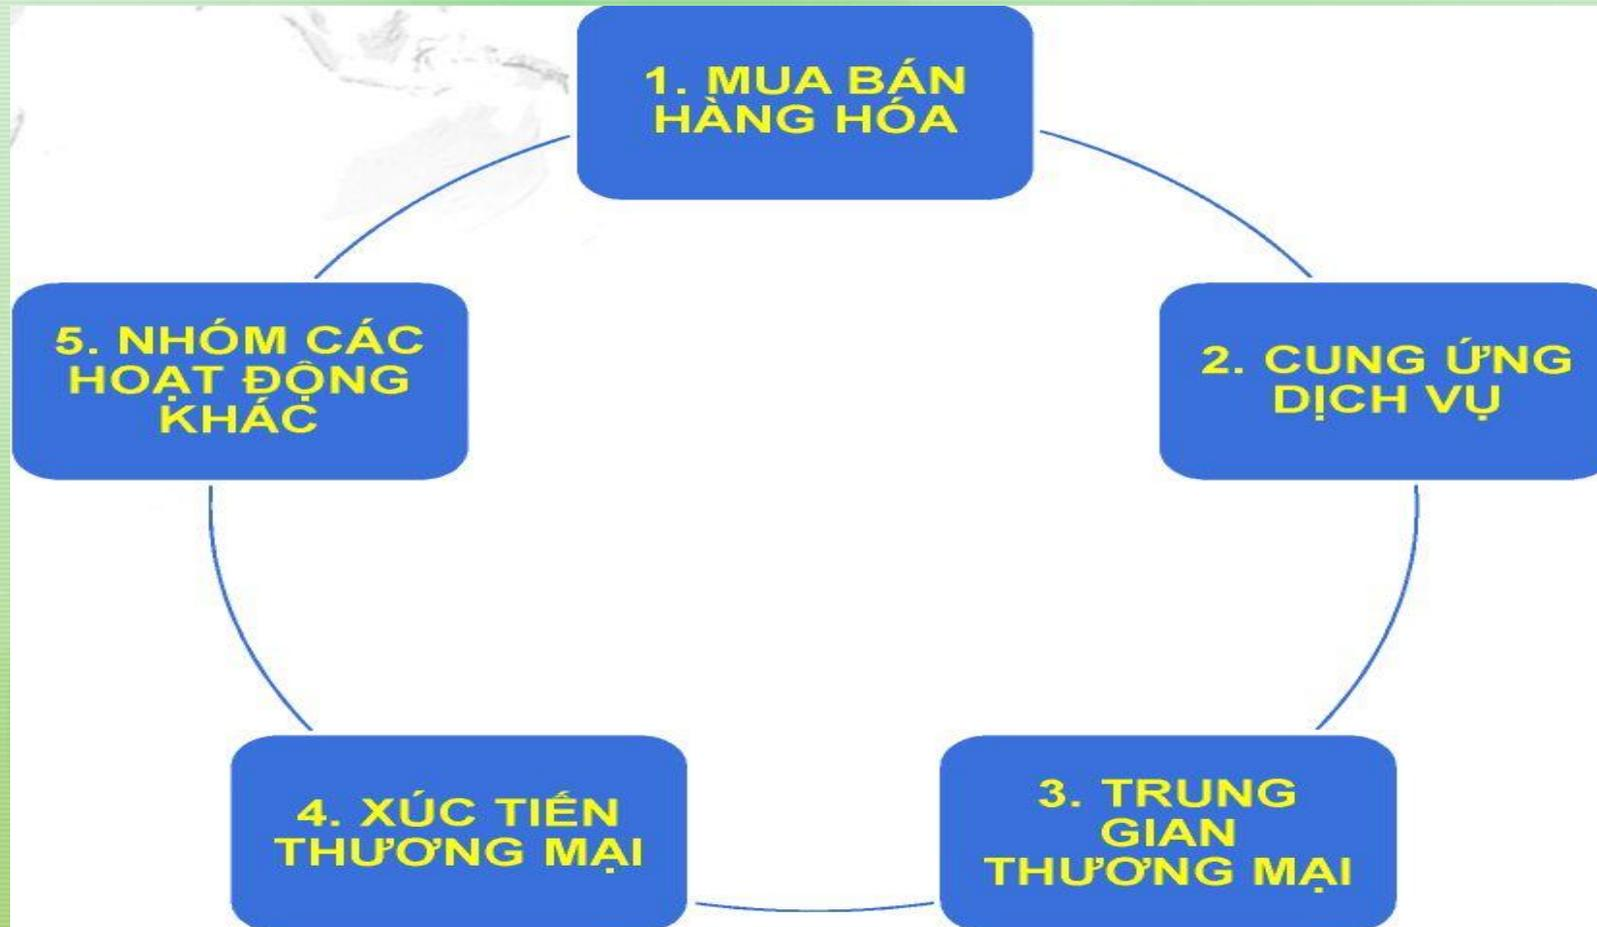 1. MUA BÁN
HÀNG HÓA
2. CUNG ỨNG
DỊCH VỤ
3. TRUNG
GIAN
THƯƠNG MẠI
4. XÚC TIẾN
THƯƠNG MẠI
5. NHÓM CÁC
HOẠT ĐỘNG
KHÁC